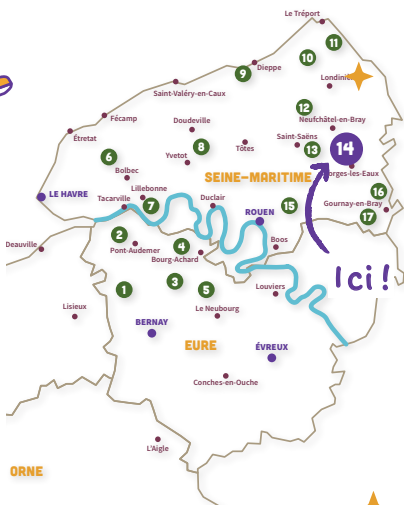 Le Tréport
11
10
9
Dieppe
Londini
Saint-Valéry-en-Caux
12
Fécamp
Doudeville
Neufchâtel-en-Bray
Étretat
Saint-Saëns
Tôtes
8
13
14
6
Yvetot
Bolbec
SEINE-MARITIME
orges-les-Eaux
LE HAVRE
Lillebonne
16
Tacarville
7
Duclair
15
Gournay-en-Bray
ROUEN
17
2
Deauville
Pont-Audemer
4
Boos
Bourg-Achard
Ici !
1
3
5
Louviers
Lisieux
Le Neubourg
BERNAY
EURE
ÉVREUX
Conches-en-Ouche
L'Aigle
ORNE